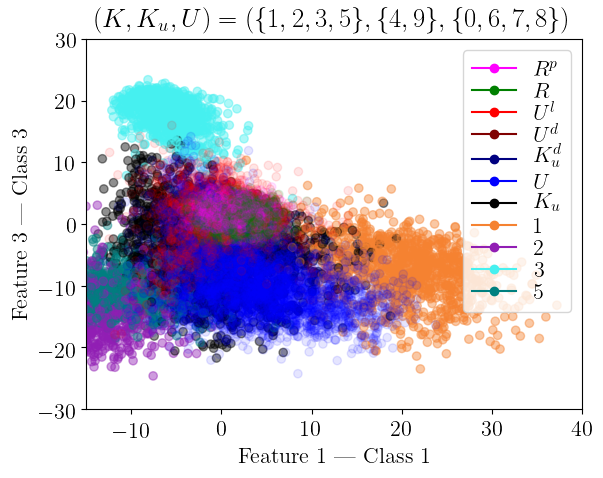 (K, K_u, U) = ({1, 2, 3, 5}, {4, 9}, {0, 6, 7, 8})
30
20
10
0
−10
−20
−30
Feature 3 — Class 3
R^p
R
U^l
U^d
K_u^d
U
K_u
1
2
3
5
−10
0
10
20
30
40
Feature 1 — Class 1